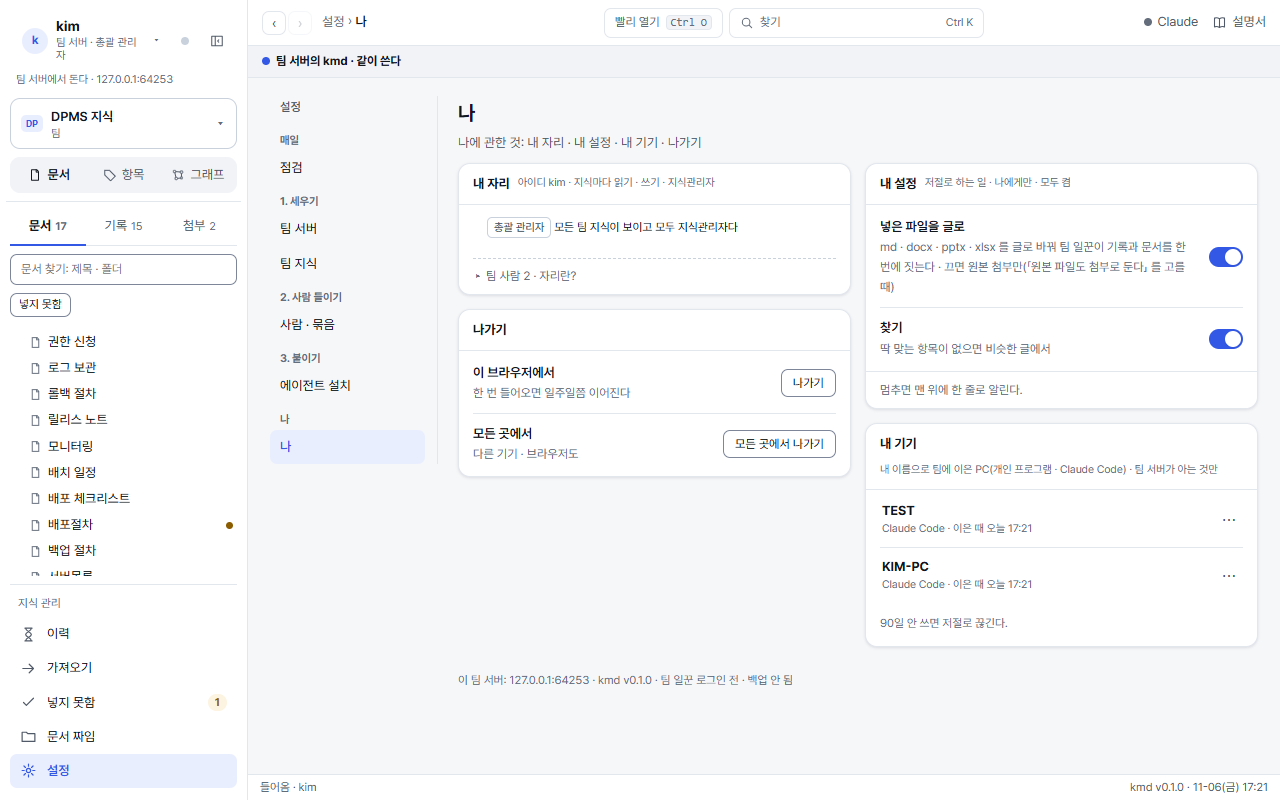 k
kim
팀 서버 · 총괄 관리
자
팀 서버에서 돈다 · 127.0.0.1:64253
DP
DPMS 지식
팀
문서
항목
그래프
문서 17
기록 15
첨부 2
문서 찾기: 제목 · 폴더
넣지 못함
권한 신청
로그 보관
롤백 절차
릴리스 노트
모니터링
배치 일정
배포 체크리스트
배포절차
백업 절차
서버목록
지식 관리
이력
가져오기
넣지 못함 1
문서 짜임
설정
설정 › 나
빨리 열기 Ctrl O
찾기 Ctrl K
Claude
설명서
팀 서버의 kmd · 같이 쓴다
설정
매일
점검
1. 세우기
팀 서버
팀 지식
2. 사람 들이기
사람 · 묶음
3. 붙이기
에이전트 설치
나
나
나
나에 관한 것: 내 자리 · 내 설정 · 내 기기 · 나가기
내 자리 아이디 kim · 지식마다 읽기 · 쓰기 · 지식관리자
총괄 관리자 모든 팀 지식이 보이고 모두 지식관리자다
▸ 팀 사람 2 · 자리란?
나가기
이 브라우저에서
한 번 들어오면 일주일쯤 이어진다
나가기
모든 곳에서
다른 기기 · 브라우저도
모든 곳에서 나가기
내 설정 저절로 하는 일 · 나에게만 · 모두 켬
넣은 파일을 글로
md · docx · pptx · xlsx 를 글로 바꿔 팀 일꾼이 기록과 문서를 한
번에 짓는다 · 끄면 원본 첨부만(「원본 파일도 첨부로 둔다」 를 고를
때)
찾기
딱 맞는 항목이 없으면 비슷한 글에서
멈추면 맨 위에 한 줄로 알린다.
내 기기
내 이름으로 팀에 이은 PC(개인 프로그램 · Claude Code) · 팀 서버가 아는 것만
TEST
Claude Code · 이은 때 오늘 17:21
KIM-PC
Claude Code · 이은 때 오늘 17:21
90일 안 쓰면 저절로 끊긴다.
이 팀 서버: 127.0.0.1:64253 · kmd v0.1.0 · 팀 일꾼 로그인 전 · 백업 안 됨
들어옴 · kim
kmd v0.1.0 · 11-06(금) 17:21